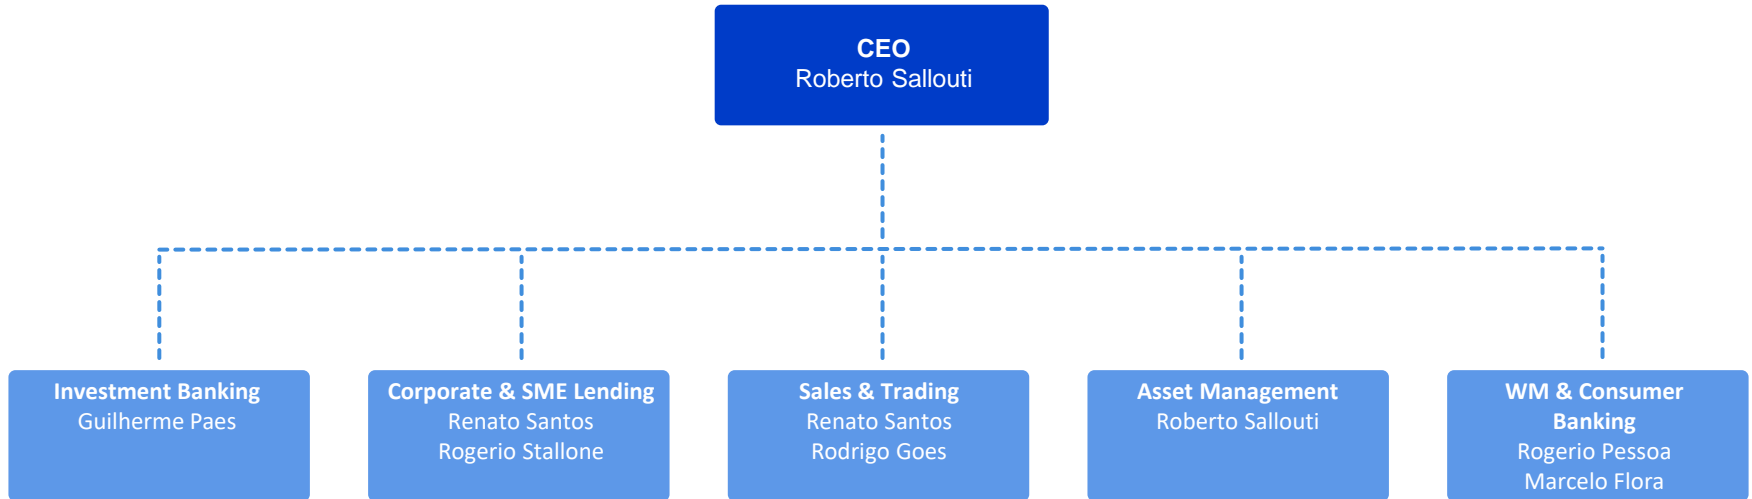 CEO
Roberto Sallouti
Investment Banking
Guilherme Paes
Corporate & SME Lending
Renato Santos
Rogerio Stallone
Sales & Trading
Renato Santos
Rodrigo Goes
Asset Management
Roberto Sallouti
WM & Consumer
Banking
Rogerio Pessoa
Marcelo Flora